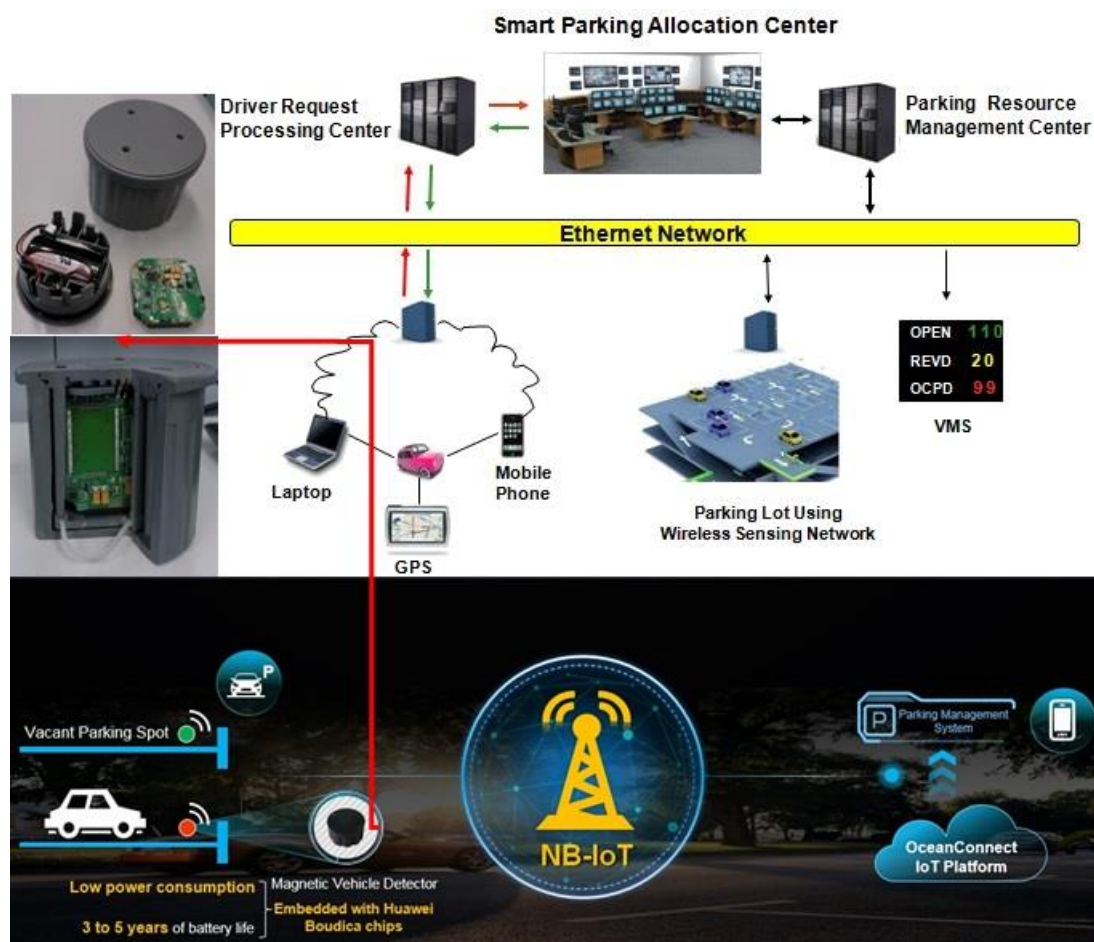 Smart Parking Allocation Center
Driver Request
Processing Center
Parking Resource
Management Center
Ethernet Network
OPEN 110
REVD 20
OCPD 99
VMS
Laptop
Mobile
Phone
GPS
Parking Lot Using
Wireless Sensing Network
P
Vacant Parking Spot
NB-IoT
P Parking Management
System
OceanConnect
IoT Platform
Magnetic Vehicle Detector
Low power consumption
Embedded with Huawei
Boudica chips
3 to 5 years of battery life